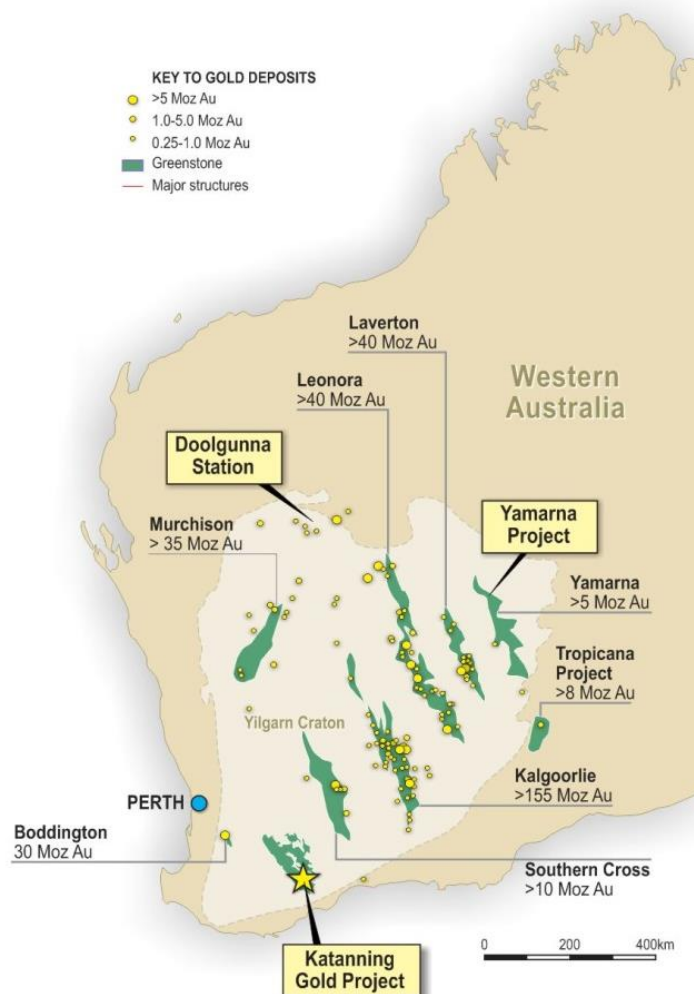 KEY TO GOLD DEPOSITS
>5 Moz Au
1.0-5.0 Moz Au
0.25-1.0 Moz Au
Greenstone
Major structures
Laverton
>40 Moz Au
Leonora
>40 Moz Au
Western
Australia
Doolgunna
Station
Murchison
> 35 Moz Au
Yamarna
Project
Yamarna
>5 Moz Au
Tropicana
Project
>8 Moz Au
Yilgarn Craton
Kalgoorlie
>155 Moz Au
PERTH
Boddington
30 Moz Au
Southern Cross
>10 Moz Au
Katanning
Gold Project
0 200 400km